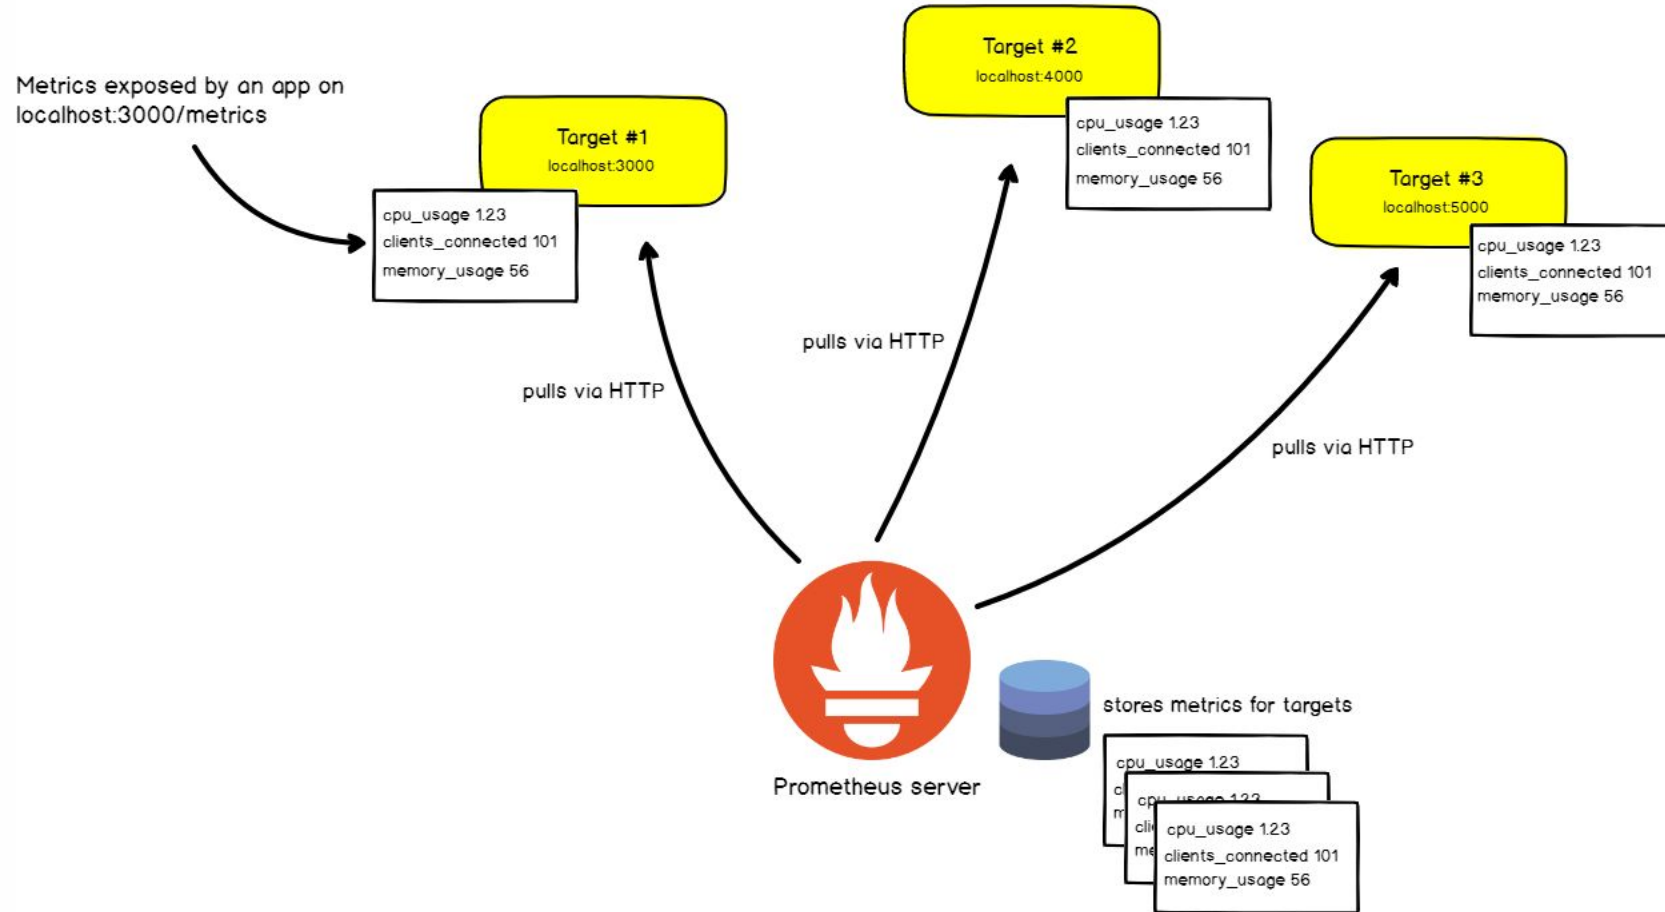 Metrics exposed by an app on
localhost:3000/metrics
Target #1
localhost:3000
cpu_usage 1.23
clients_connected 101
memory_usage 56
Target #2
localhost:4000
cpu_usage 1.23
clients_connected 101
memory_usage 56
Target #3
localhost:5000
cpu_usage 1.23
clients_connected 101
memory_usage 56
pulls via HTTP
pulls via HTTP
pulls via HTTP
Prometheus server
stores metrics for targets
cpu_usage 1.23
cpu_usage 1.23
cpu_usage 1.23
clients_connected 101
memory_usage 56